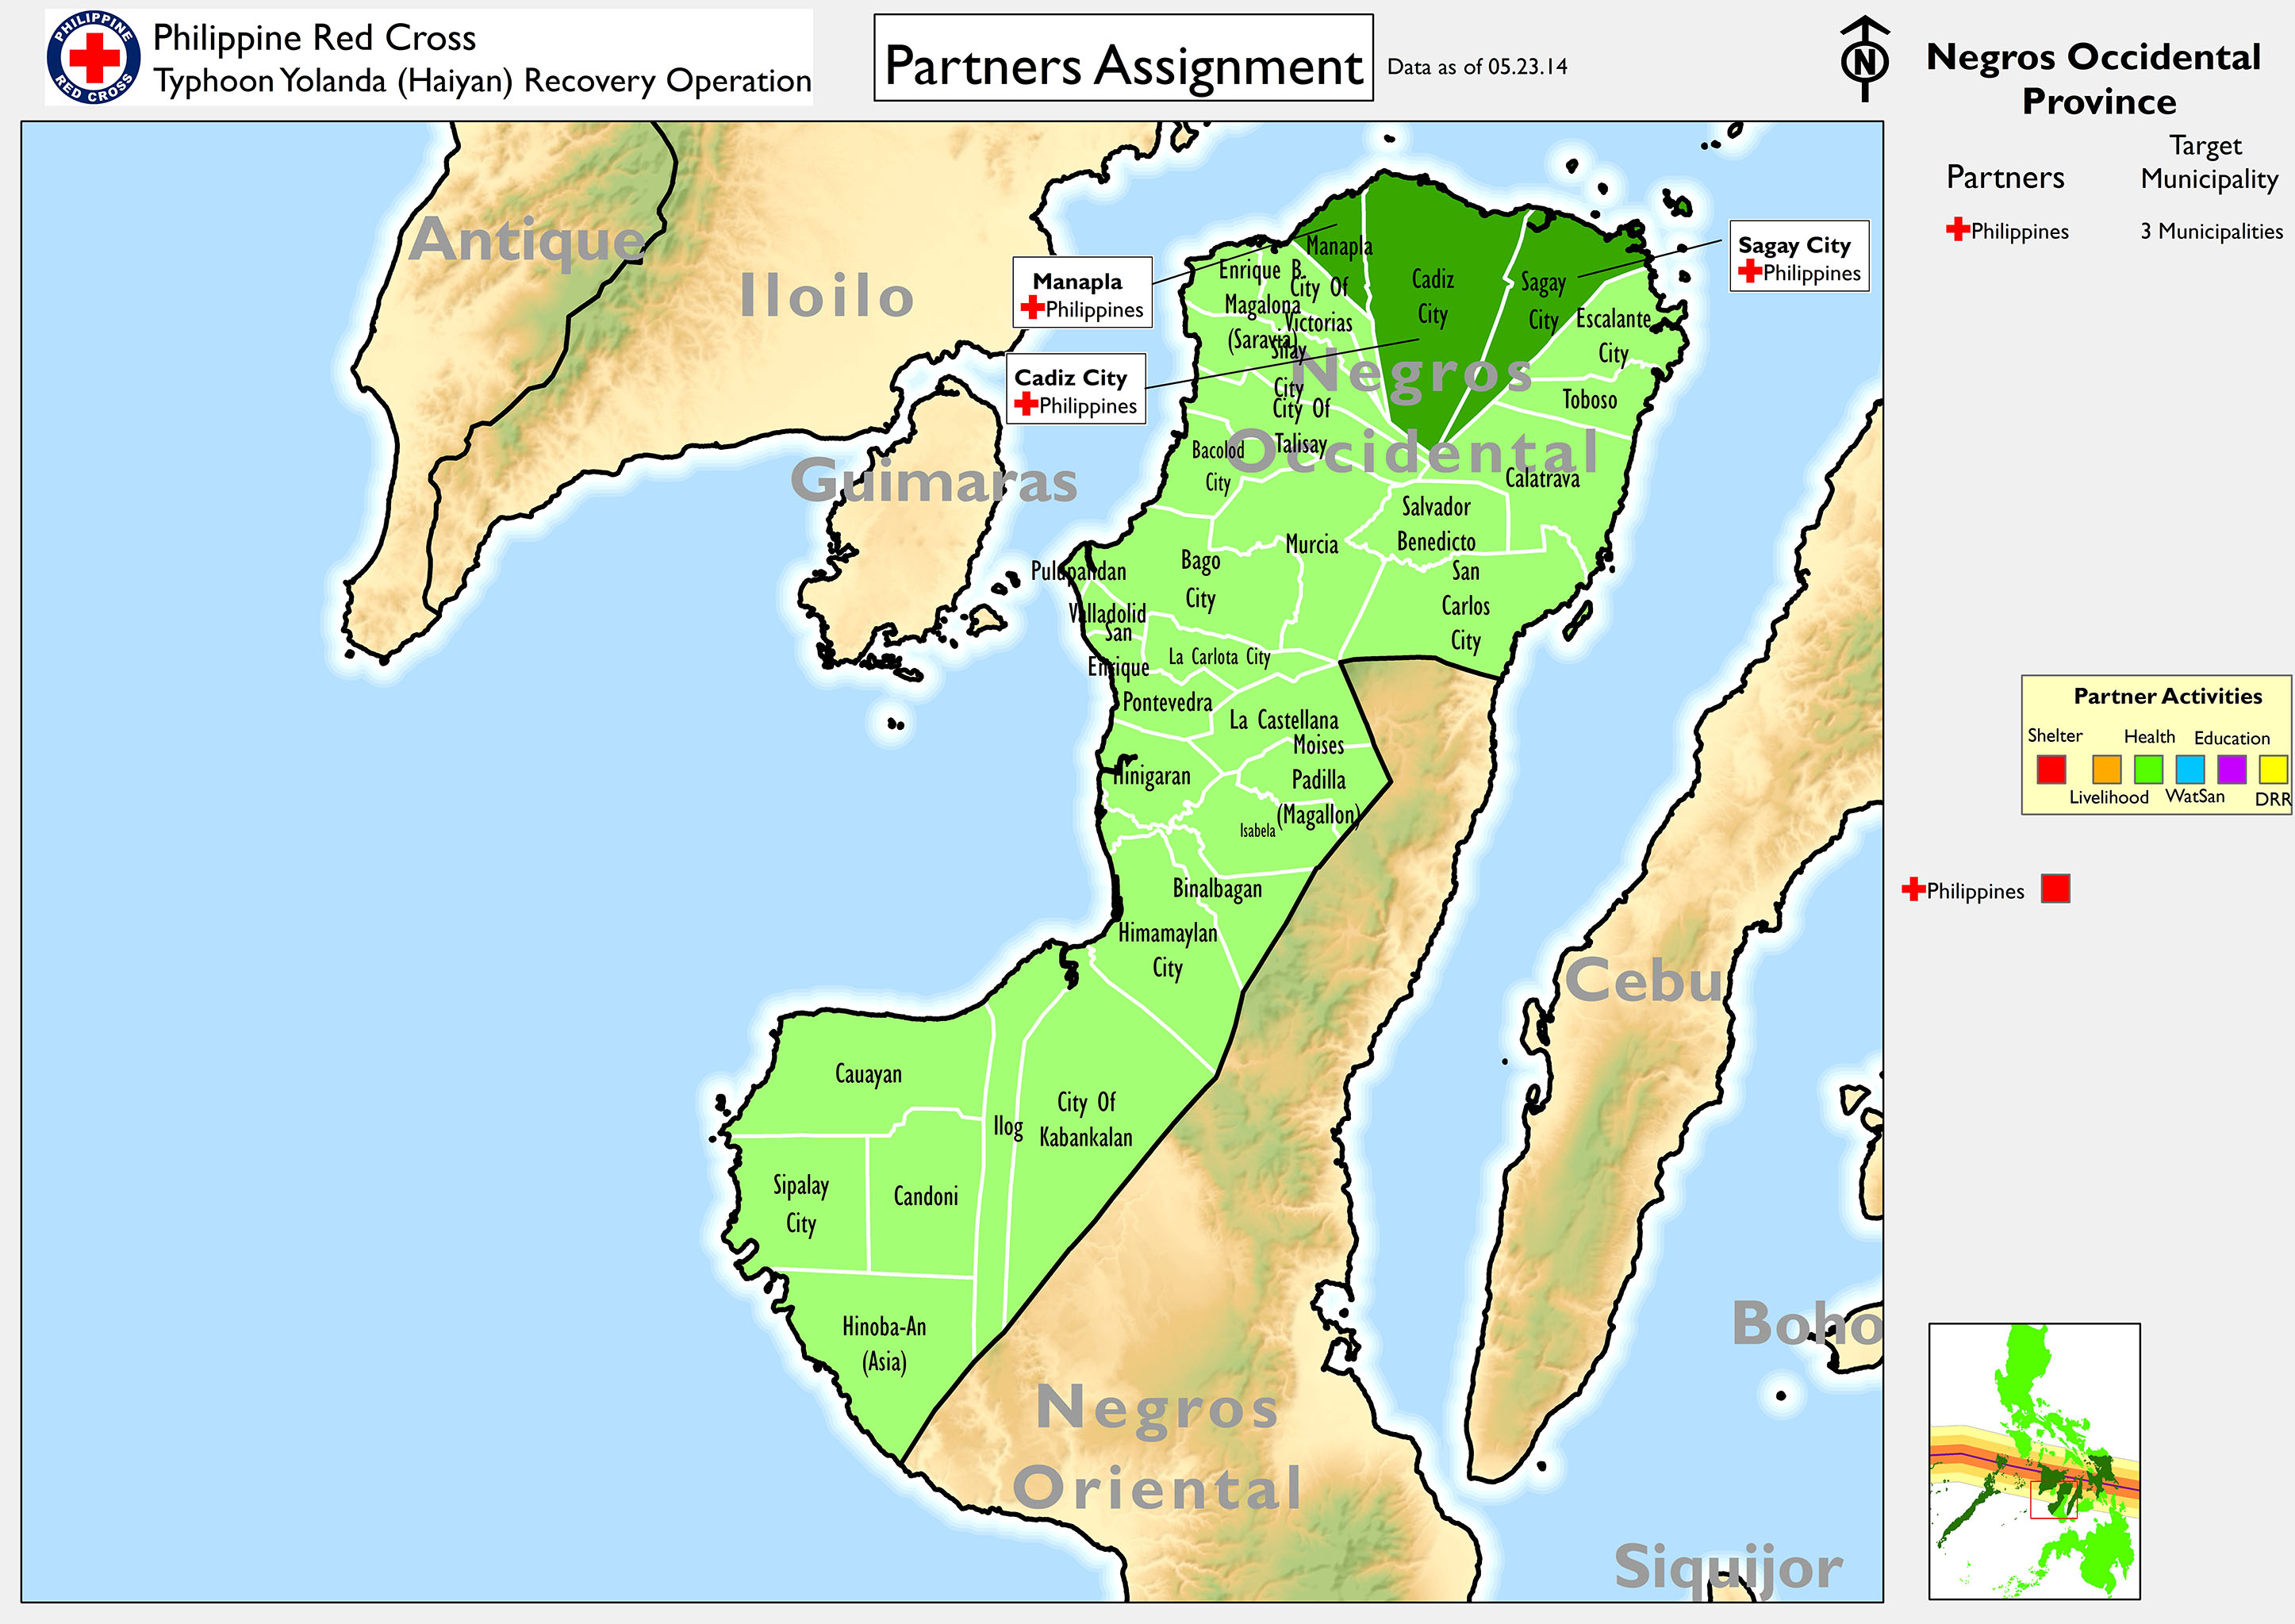 PHILIPPINE
RED CROSS
Philippine Red Cross
Typhoon Yolanda (Haiyan) Recovery Operation
Partners Assignment
Data as of 05.23.14
N
Negros Occidental
Province
Partners
Target
Municipality
Philippines
3 Municipalities
Antique
Iloilo
Guimaras
Negros
Occidental
Cebu
Boho
Negros
Oriental
Siquijor
Manapla
Philippines
Cadiz City
Philippines
Sagay City
Philippines
Manapla
Enrique B.
Magalona
(Saravia)
City Of
Victorias
Cadiz
City
Sagay
City
Escalante
City
Silay
City
Toboso
City Of
Talisay
Bacolod
City
Calatrava
Salvador
Benedicto
Murcia
Bago
City
San
Carlos
City
Pulupandan
Valladolid
San
Enrique
La Carlota City
Pontevedra
La Castellana
Moises
Padilla
(Magallon)
Hinigaran
Isabela
Binalbagan
Himamaylan
City
Cauayan
Ilog
City Of
Kabankalan
Sipalay
City
Candoni
Hinoba-An
(Asia)
Partner Activities
Shelter
Health
Education
Livelihood
WatSan
DRR
Philippines